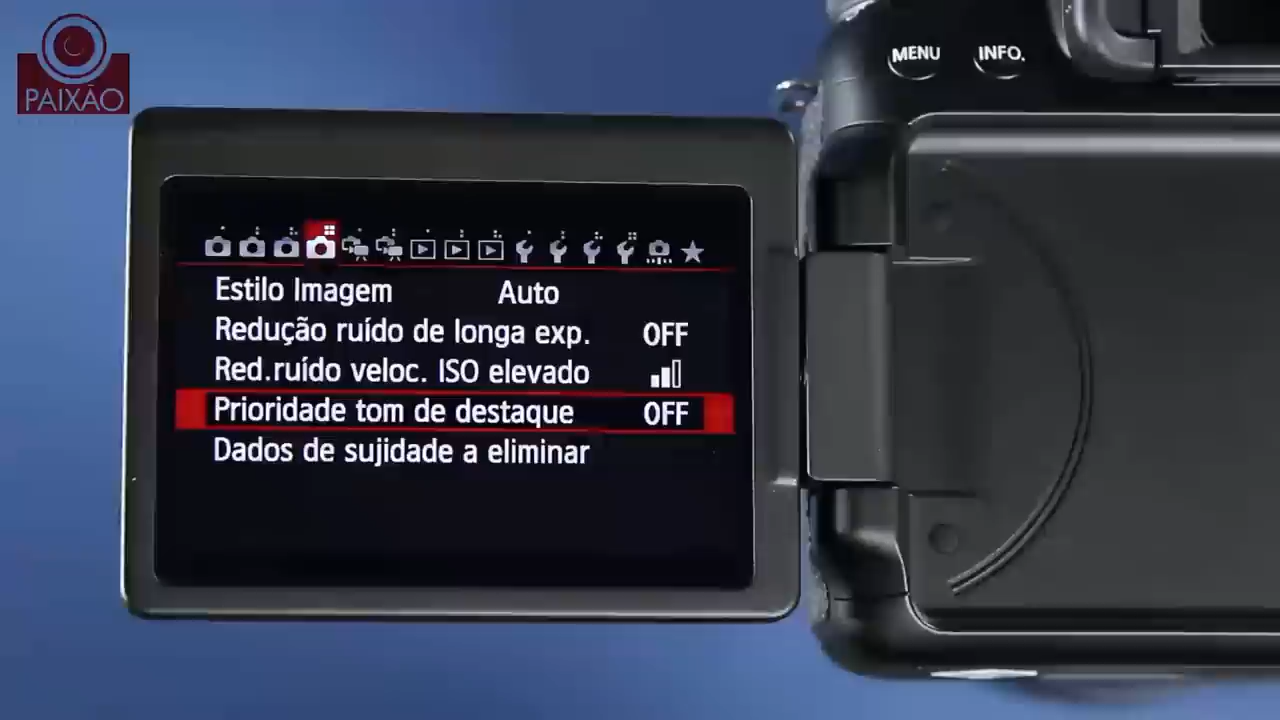 PAIXÃO
MENU INFO.
Estilo Imagem Auto
Redução ruído de longa exp. OFF
Red.ruído veloc. ISO elevado
Prioridade tom de destaque OFF
Dados de sujidade a eliminar